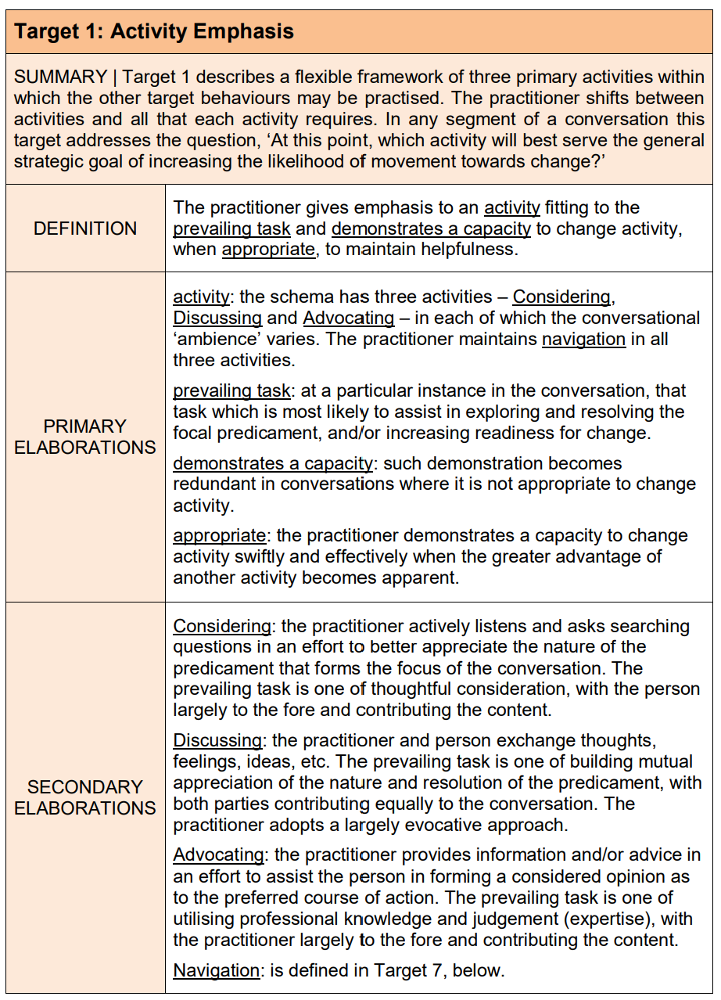 Target 1: Activity Emphasis
SUMMARY | Target 1 describes a flexible framework of three primary activities within
which the other target behaviours may be practised. The practitioner shifts between
activities and all that each activity requires. In any segment of a conversation this
target addresses the question, ‘At this point, which activity will best serve the general
strategic goal of increasing the likelihood of movement towards change?’
DEFINITION
The practitioner gives emphasis to an activity fitting to the
prevailing task and demonstrates a capacity to change activity,
when appropriate, to maintain helpfulness.
PRIMARY
ELABORATIONS
activity: the schema has three activities – Considering,
Discussing and Advocating – in each of which the conversational
‘ambience’ varies. The practitioner maintains navigation in all
three activities.
prevailing task: at a particular instance in the conversation, that
task which is most likely to assist in exploring and resolving the
focal predicament, and/or increasing readiness for change.
demonstrates a capacity: such demonstration becomes
redundant in conversations where it is not appropriate to change
activity.
appropriate: the practitioner demonstrates a capacity to change
activity swiftly and effectively when the greater advantage of
another activity becomes apparent.
SECONDARY
ELABORATIONS
Considering: the practitioner actively listens and asks searching
questions in an effort to better appreciate the nature of the
predicament that forms the focus of the conversation. The
prevailing task is one of thoughtful consideration, with the person
largely to the fore and contributing the content.
Discussing: the practitioner and person exchange thoughts,
feelings, ideas, etc. The prevailing task is one of building mutual
appreciation of the nature and resolution of the predicament, with
both parties contributing equally to the conversation. The
practitioner adopts a largely evocative approach.
Advocating: the practitioner provides information and/or advice in
an effort to assist the person in forming a considered opinion as
to the preferred course of action. The prevailing task is one of
utilising professional knowledge and judgement (expertise), with
the practitioner largely to the fore and contributing the content.
Navigation: is defined in Target 7, below.